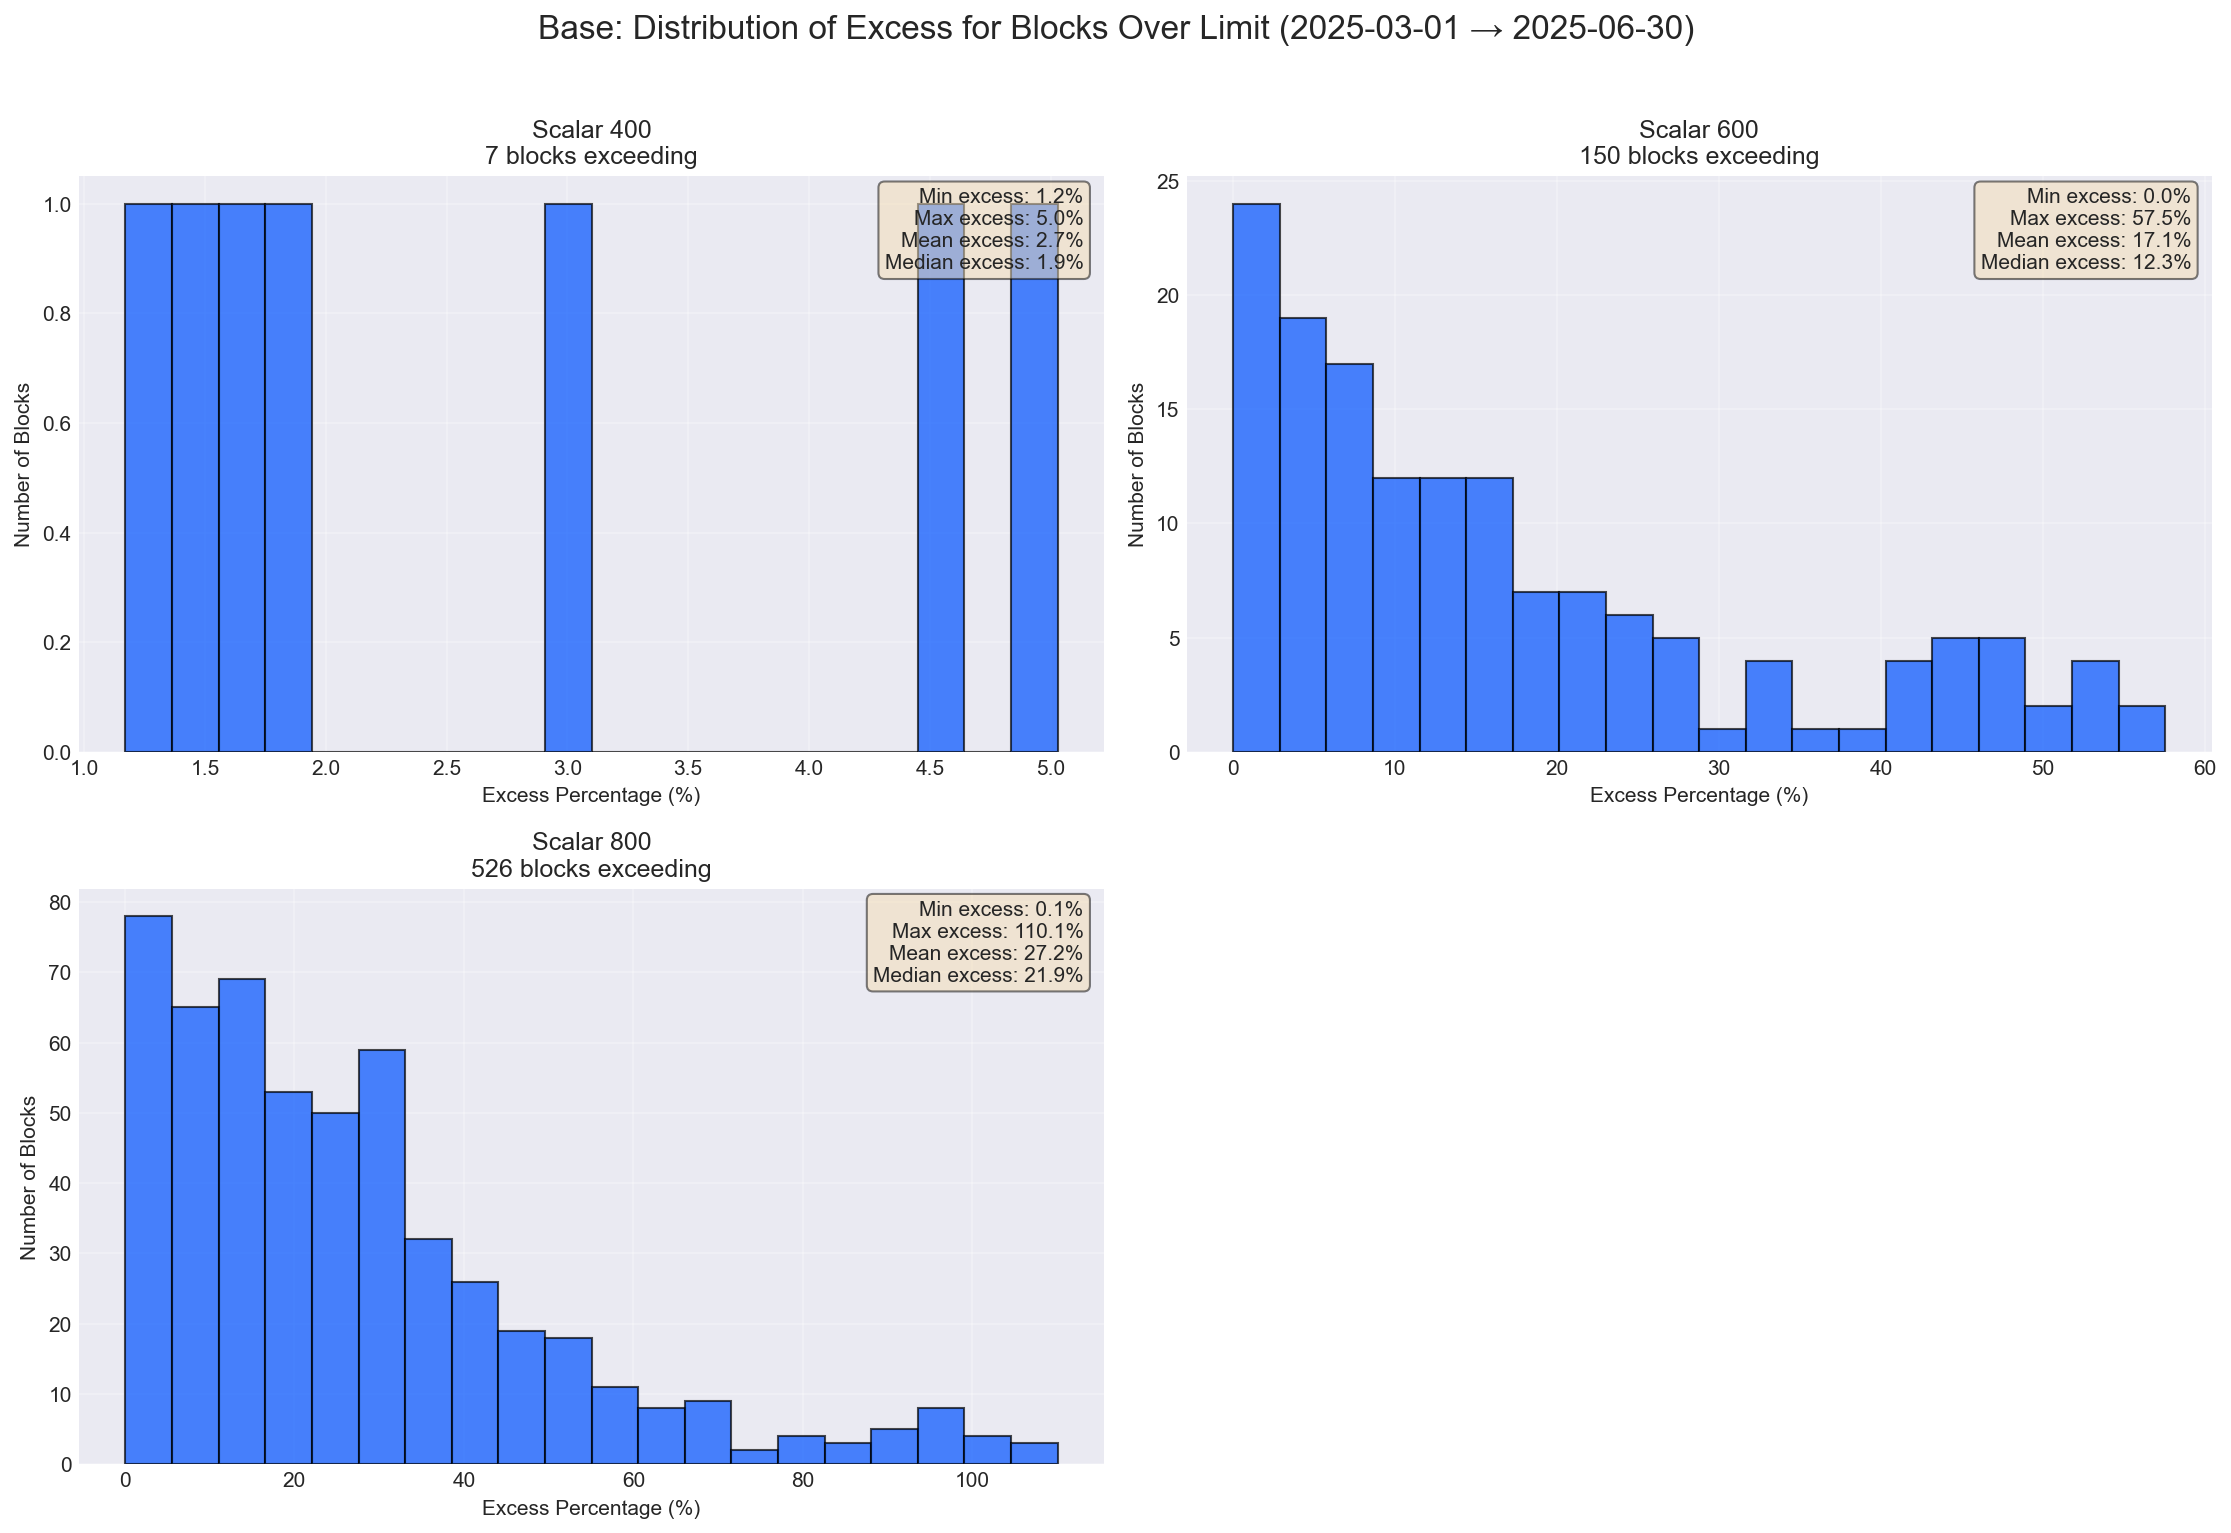 Base: Distribution of Excess for Blocks Over Limit (2025-03-01 → 2025-06-30)
Scalar 400
7 blocks exceeding
Min excess: 1.2%
Max excess: 5.0%
Mean excess: 2.7%
Median excess: 1.9%
Number of Blocks
1.0
0.8
0.6
0.4
0.2
0.0
1.0 1.5 2.0 2.5 3.0 3.5 4.0 4.5 5.0
Excess Percentage (%)
Scalar 600
150 blocks exceeding
Min excess: 0.0%
Max excess: 57.5%
Mean excess: 17.1%
Median excess: 12.3%
Number of Blocks
25
20
15
10
5
0
0 10 20 30 40 50 60
Excess Percentage (%)
Scalar 800
526 blocks exceeding
Min excess: 0.1%
Max excess: 110.1%
Mean excess: 27.2%
Median excess: 21.9%
Number of Blocks
80
70
60
50
40
30
20
10
0
0 20 40 60 80 100
Excess Percentage (%)